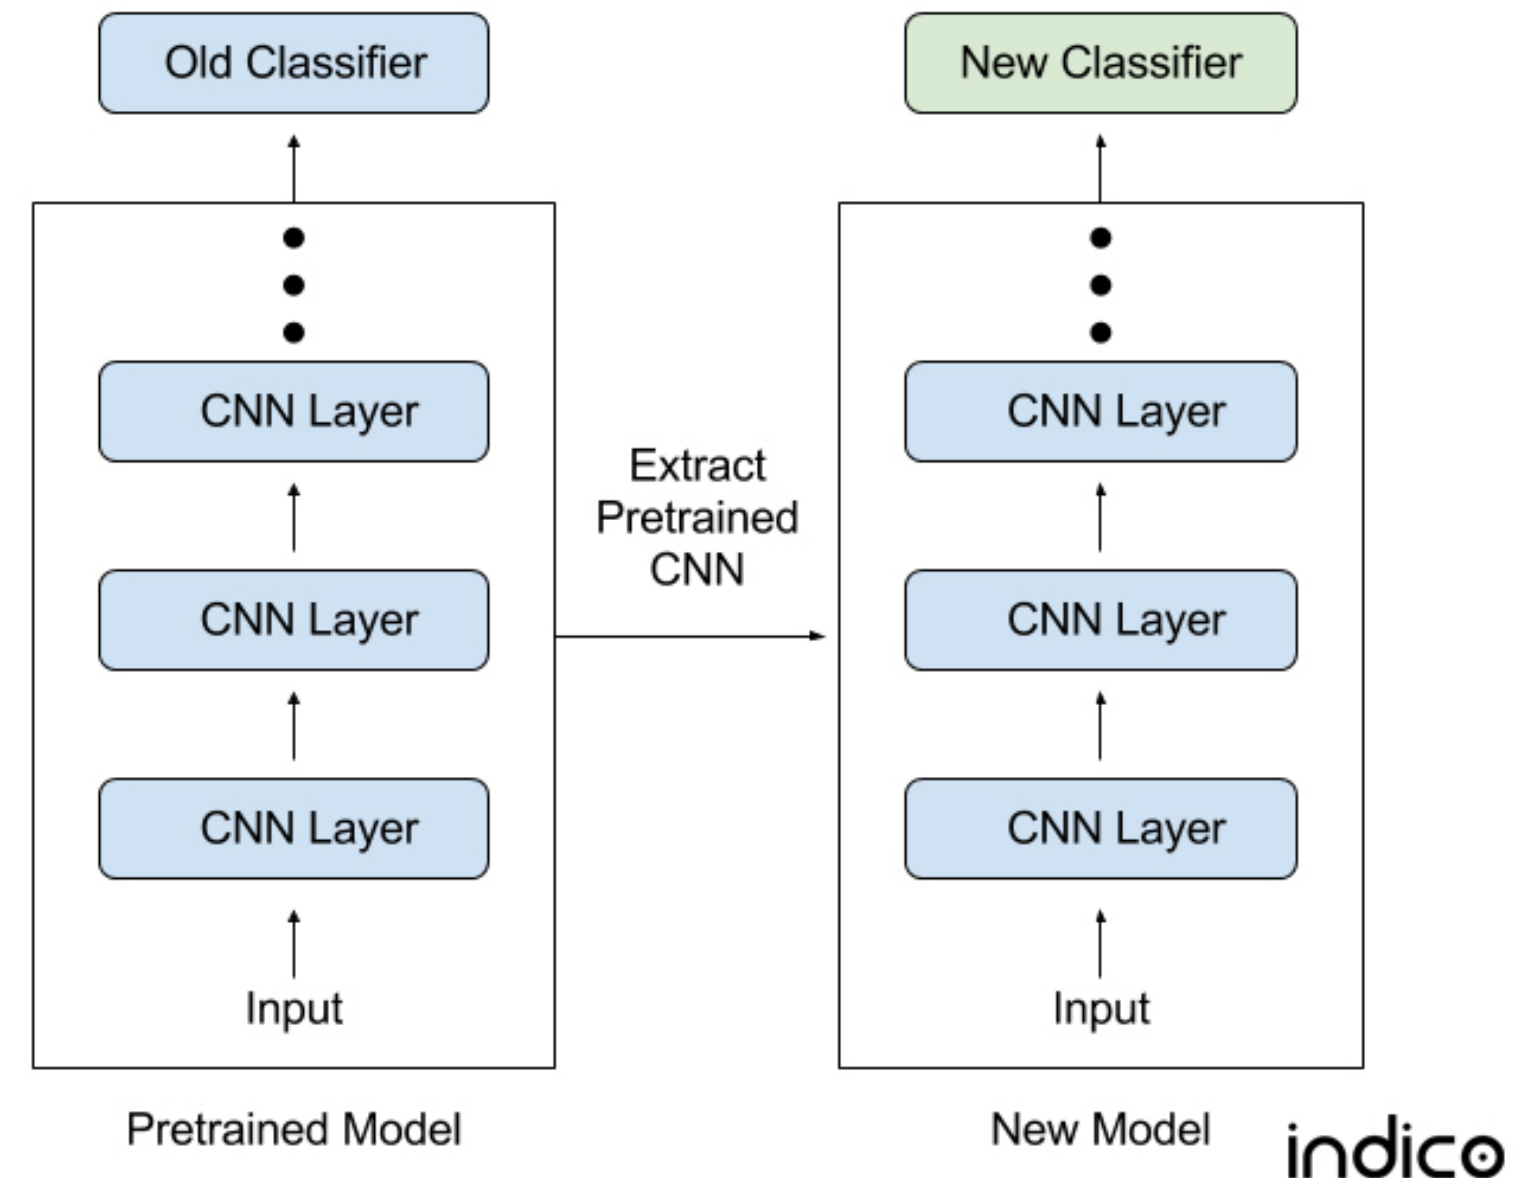 Old Classifier
New Classifier
CNN Layer
CNN Layer
Extract
Pretrained
CNN
CNN Layer
CNN Layer
CNN Layer
CNN Layer
Input
Input
Pretrained Model
New Model
indico